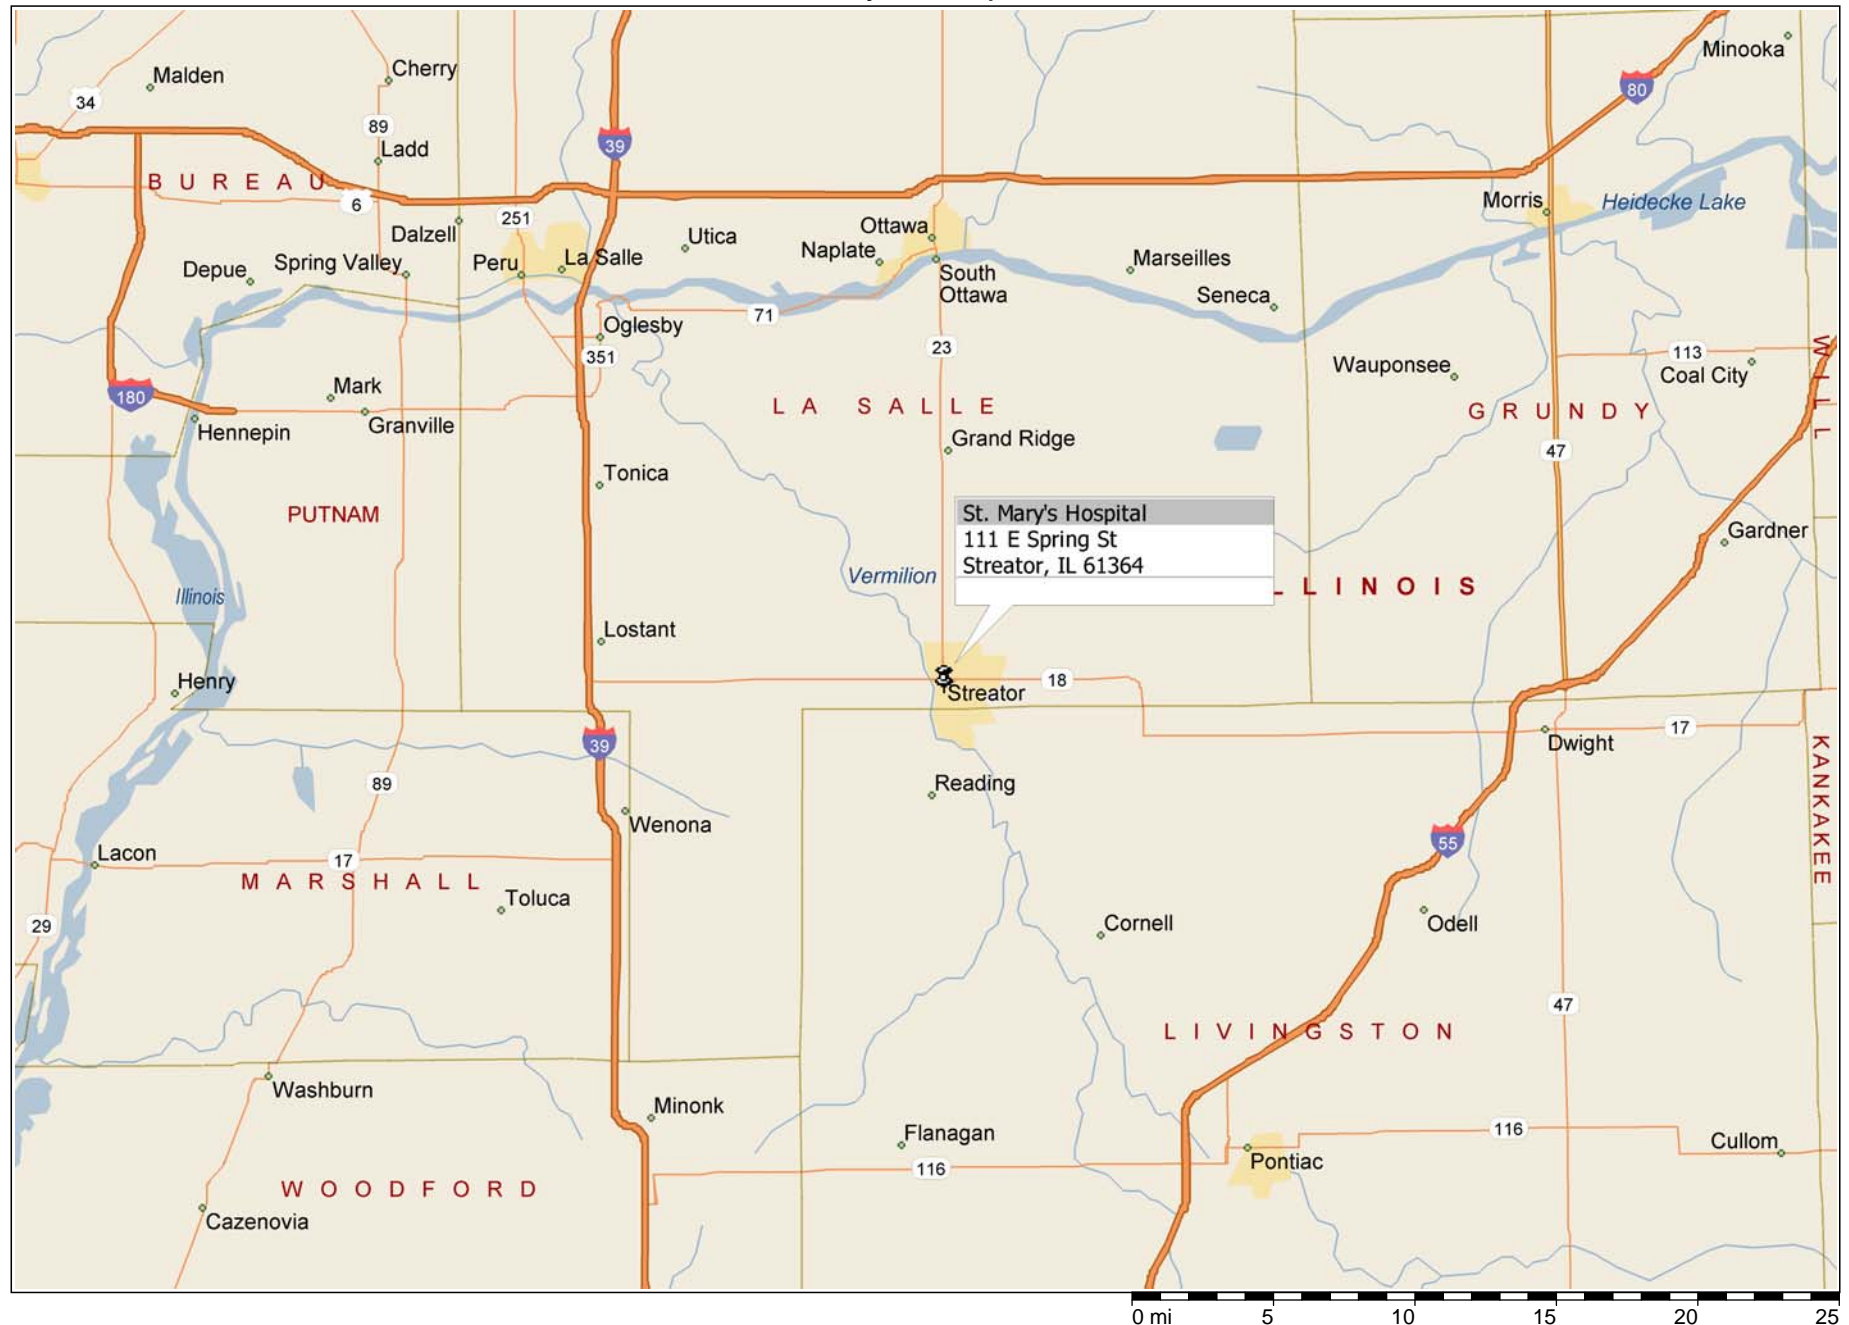 Minooka
Malden
Cherry
34
80
89
39
Ladd
BUREAU
6
251
Morris
Heidecke Lake
Dalzell
Utica
Ottawa
Naplate
Depue
Spring Valley
Peru
La Salle
Marseilles
South
Ottawa
Seneca
71
Oglesby
351
23
113
WILL
Wauponsee
Coal City
180
Mark
LA SALLE
GRUNDY
Hennepin
Granville
Grand Ridge
47
Tonica
PUTNAM
St. Mary's Hospital
111 E Spring St
Streator, IL 61364
Gardner
Vermilion
LLINOIS
Illinois
Lostant
Henry
18
Streator
39
17
Dwight
KANKAKEE
89
Reading
Wenona
55
Lacon
17
MARSHALL
Toluca
29
Cornell
Odell
47
LIVINGSTON
Washburn
Minonk
Flanagan
116
116
Cullom
Pontiac
WOODFORD
Cazenovia
0 mi 5 10 15 20 25